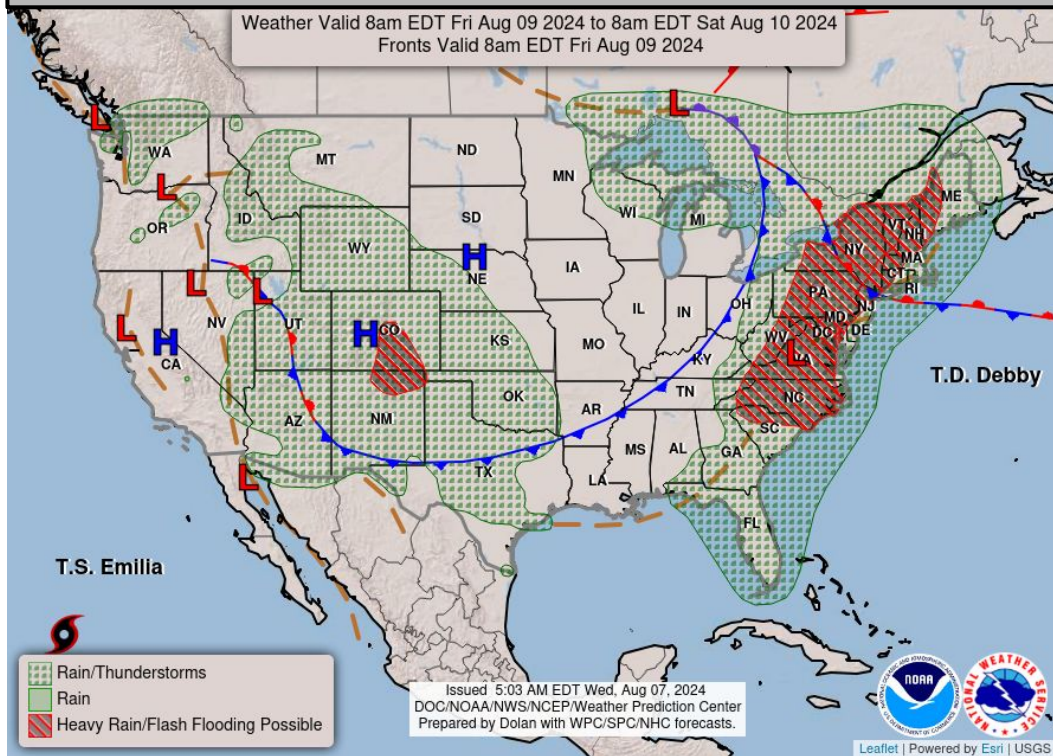 Weather Valid 8am EDT Fri Aug 09 2024 to 8am EDT Sat Aug 10 2024
Fronts Valid 8am EDT Fri Aug 09 2024
L
L
WA
MT
ND
MN
ME
L
OR
ID
SD
WI
MI
VT
NH
NY
MA
WY
H
NE
IA
CT
RI
L
L
PA
NJ
OH
IL
IN
MD
DE
DC
WV
L
NV
UT
H
CO
L
H
CA
KS
MO
KY
VA
T.D. Debby
AZ
NM
OK
AR
TN
NC
SC
L
TX
MS
AL
GA
LA
FL
T.S. Emilia
Rain/Thunderstorms
Rain
Heavy Rain/Flash Flooding Possible
Issued 5:03 AM EDT Wed, Aug 07, 2024
DOC/NOAA/NWS/NCEP/Weather Prediction Center
Prepared by Dolan with WPC/SPC/NHC forecasts.
NOAA
NATIONAL WEATHER SERVICE
Leaflet | Powered by Esri | USGS